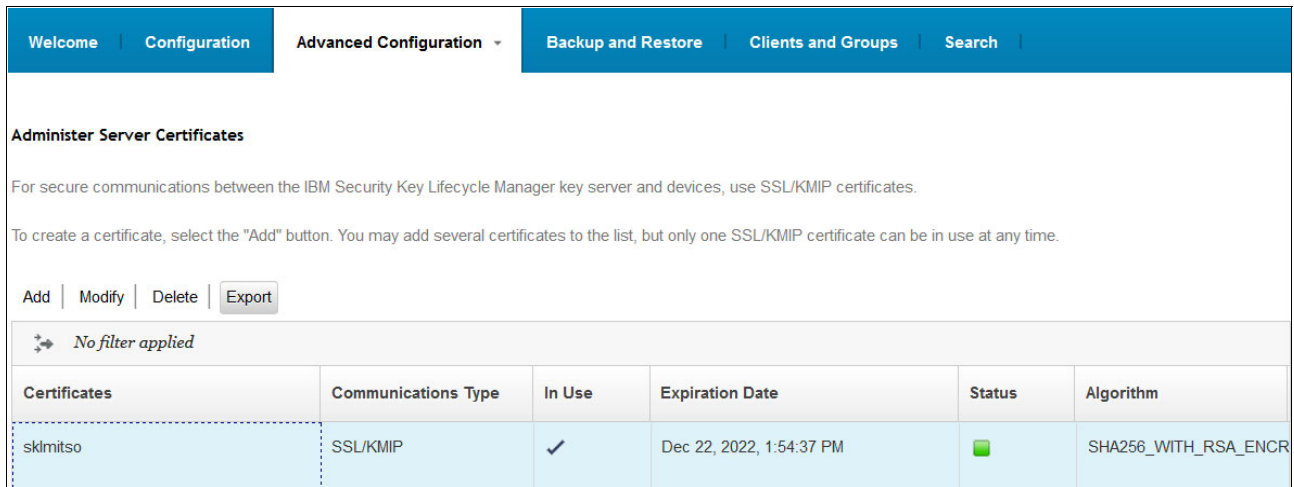 Welcome Configuration Advanced Configuration Backup and Restore Clients and Groups Search
Administer Server Certificates
For secure communications between the IBM Security Key Lifecycle Manager key server and devices, use SSL/KMIP certificates.
To create a certificate, select the "Add" button. You may add several certificates to the list, but only one SSL/KMIP certificate can be in use at any time.
Add Modify Delete Export
No filter applied
Certificates Communications Type In Use Expiration Date Status Algorithm
sklmitso SSL/KMIP Dec 22, 2022, 1:54:37 PM SHA256_WITH_RSA_ENCR